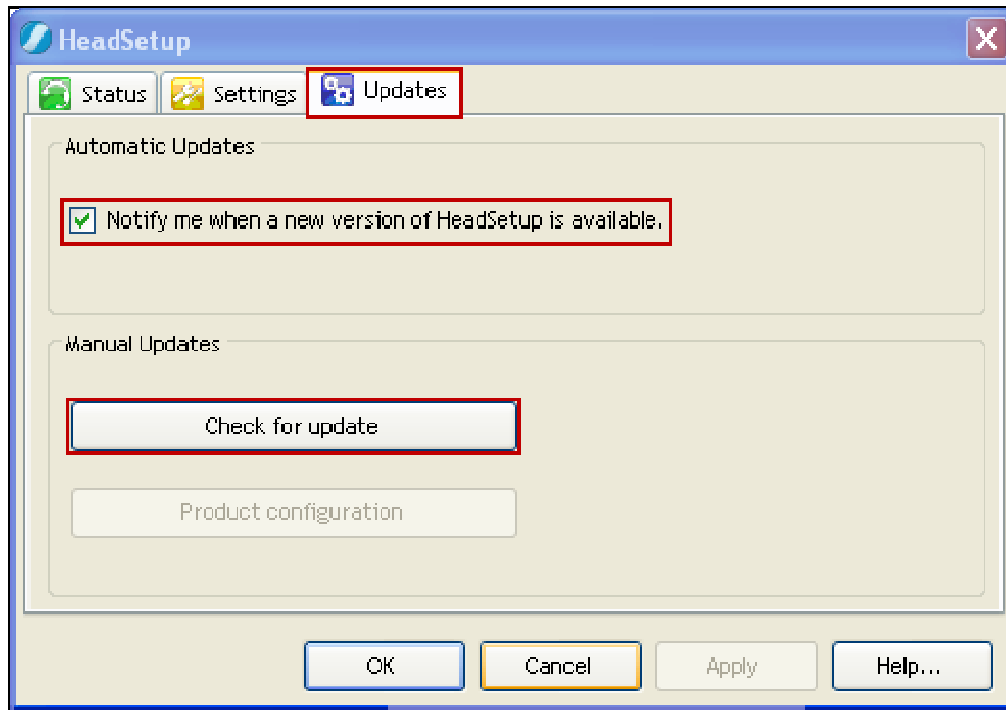 HeadSetup
Status Settings Updates
Automatic Updates
Notify me when a new version of HeadSetup is available.
Manual Updates
Check for update
Product configuration
OK Cancel Apply Help...